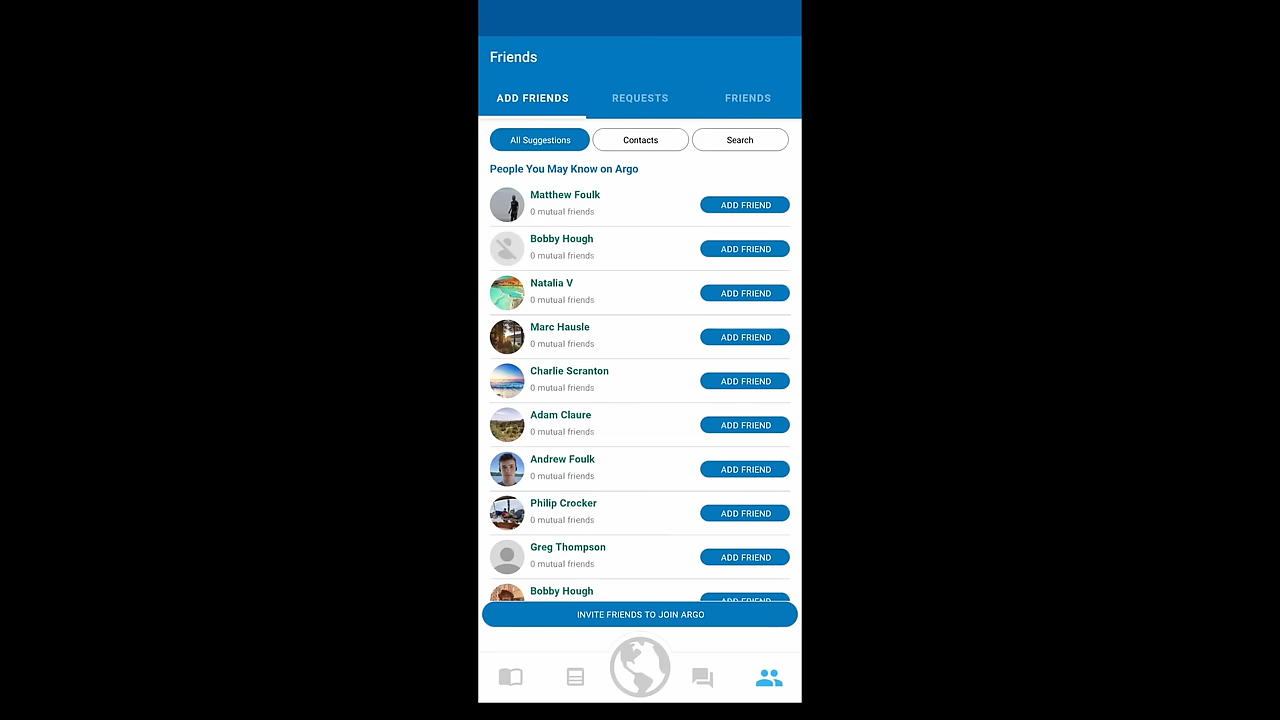 Friends
ADD FRIENDS REQUESTS FRIENDS
All Suggestions Contacts Search
People You May Know on Argo
Matthew Foulk
0 mutual friends
ADD FRIEND
Bobby Hough
0 mutual friends
ADD FRIEND
Natalia V
0 mutual friends
ADD FRIEND
Marc Hausle
0 mutual friends
ADD FRIEND
Charlie Scranton
0 mutual friends
ADD FRIEND
Adam Claure
0 mutual friends
ADD FRIEND
Andrew Foulk
0 mutual friends
ADD FRIEND
Philip Crocker
0 mutual friends
ADD FRIEND
Greg Thompson
0 mutual friends
ADD FRIEND
Bobby Hough
ADD FRIEND
INVITE FRIENDS TO JOIN ARGO